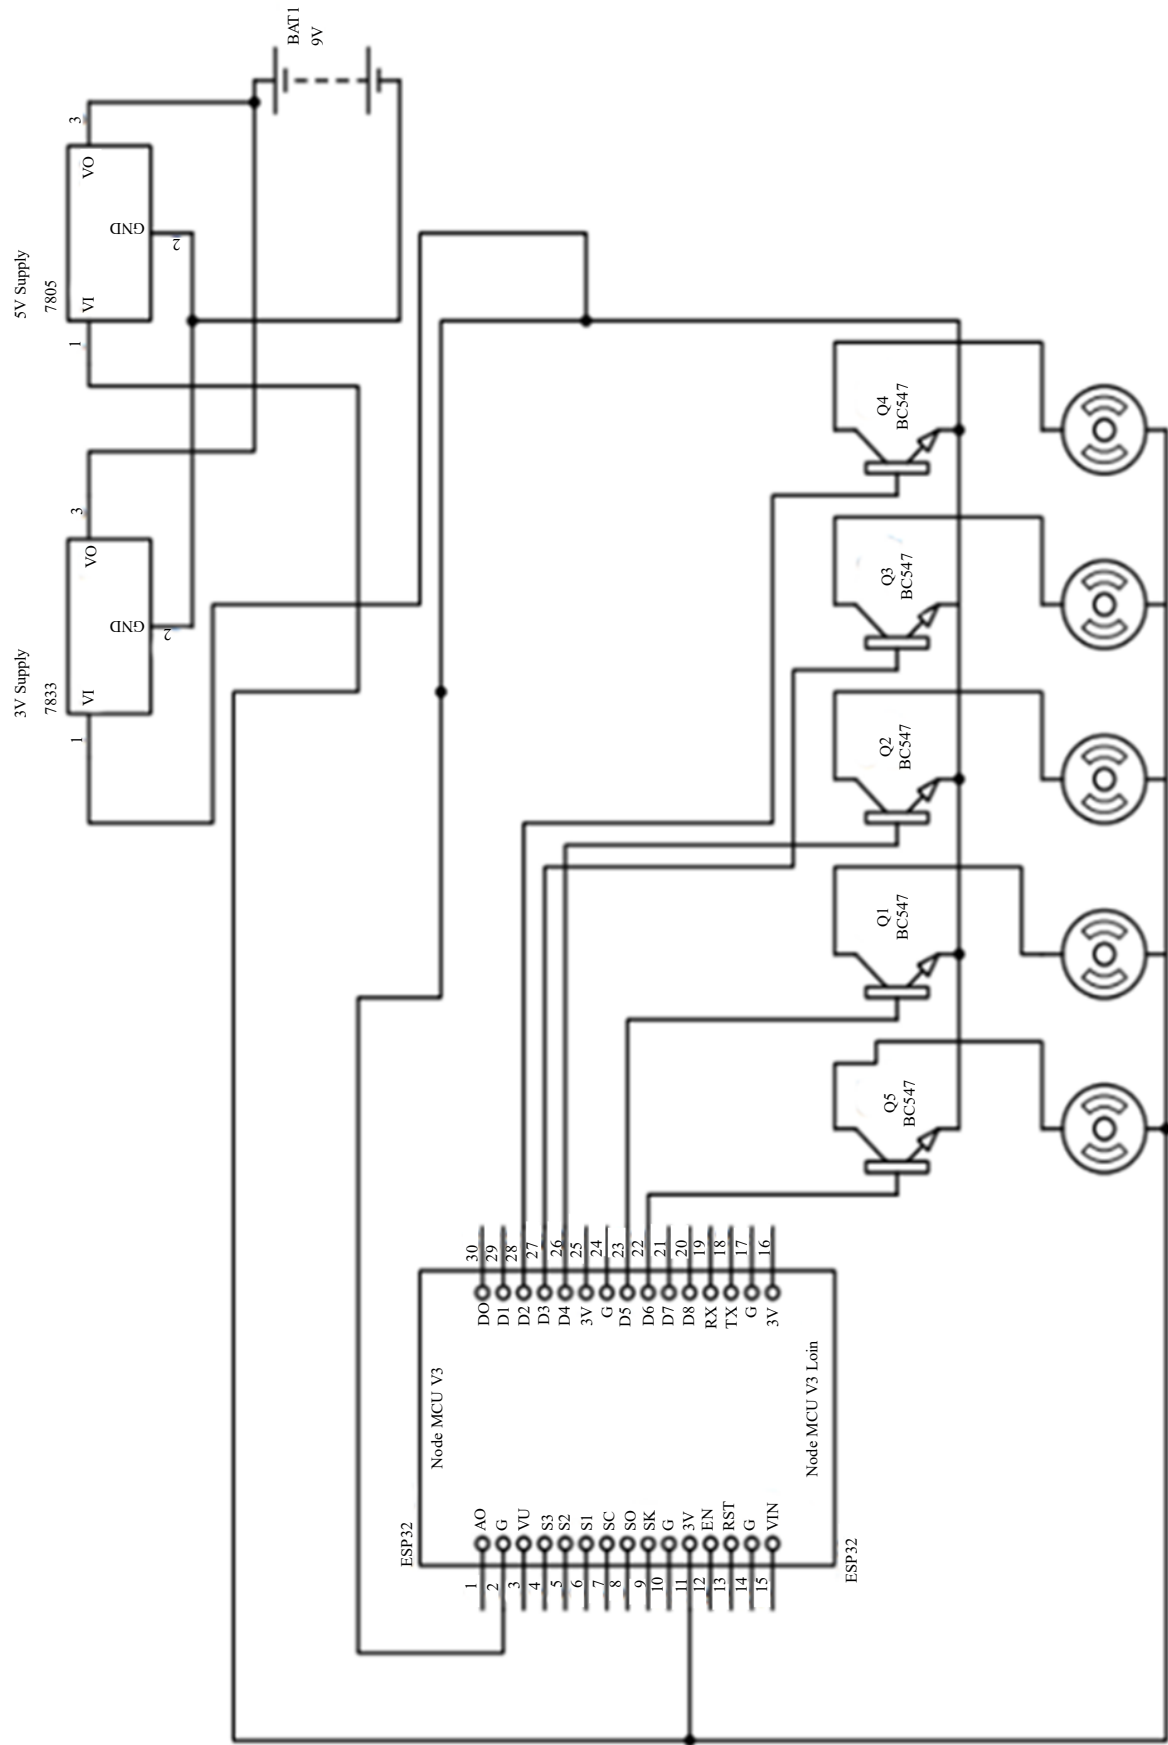 BAT1
9V
5V Supply
7805
VI
GND
VO
1
2
3
3V Supply
7833
VI
GND
VO
1
2
3
Q4
BC547
Q3
BC547
Q2
BC547
Q1
BC547
Q5
BC547
30
29
28
27
26
25
24
23
22
21
20
19
18
17
16
DO
D1
D2
D3
D4
3V
G
D5
D6
D7
D8
RX
TX
G
3V
Node MCU V3
Node MCU V3 Loin
ESP32
ESP32
AO
G
VU
S3
S2
S1
SC
SO
SK
G
3V
EN
RST
G
VIN
1
2
3
4
5
6
7
8
9
10
11
12
13
14
15